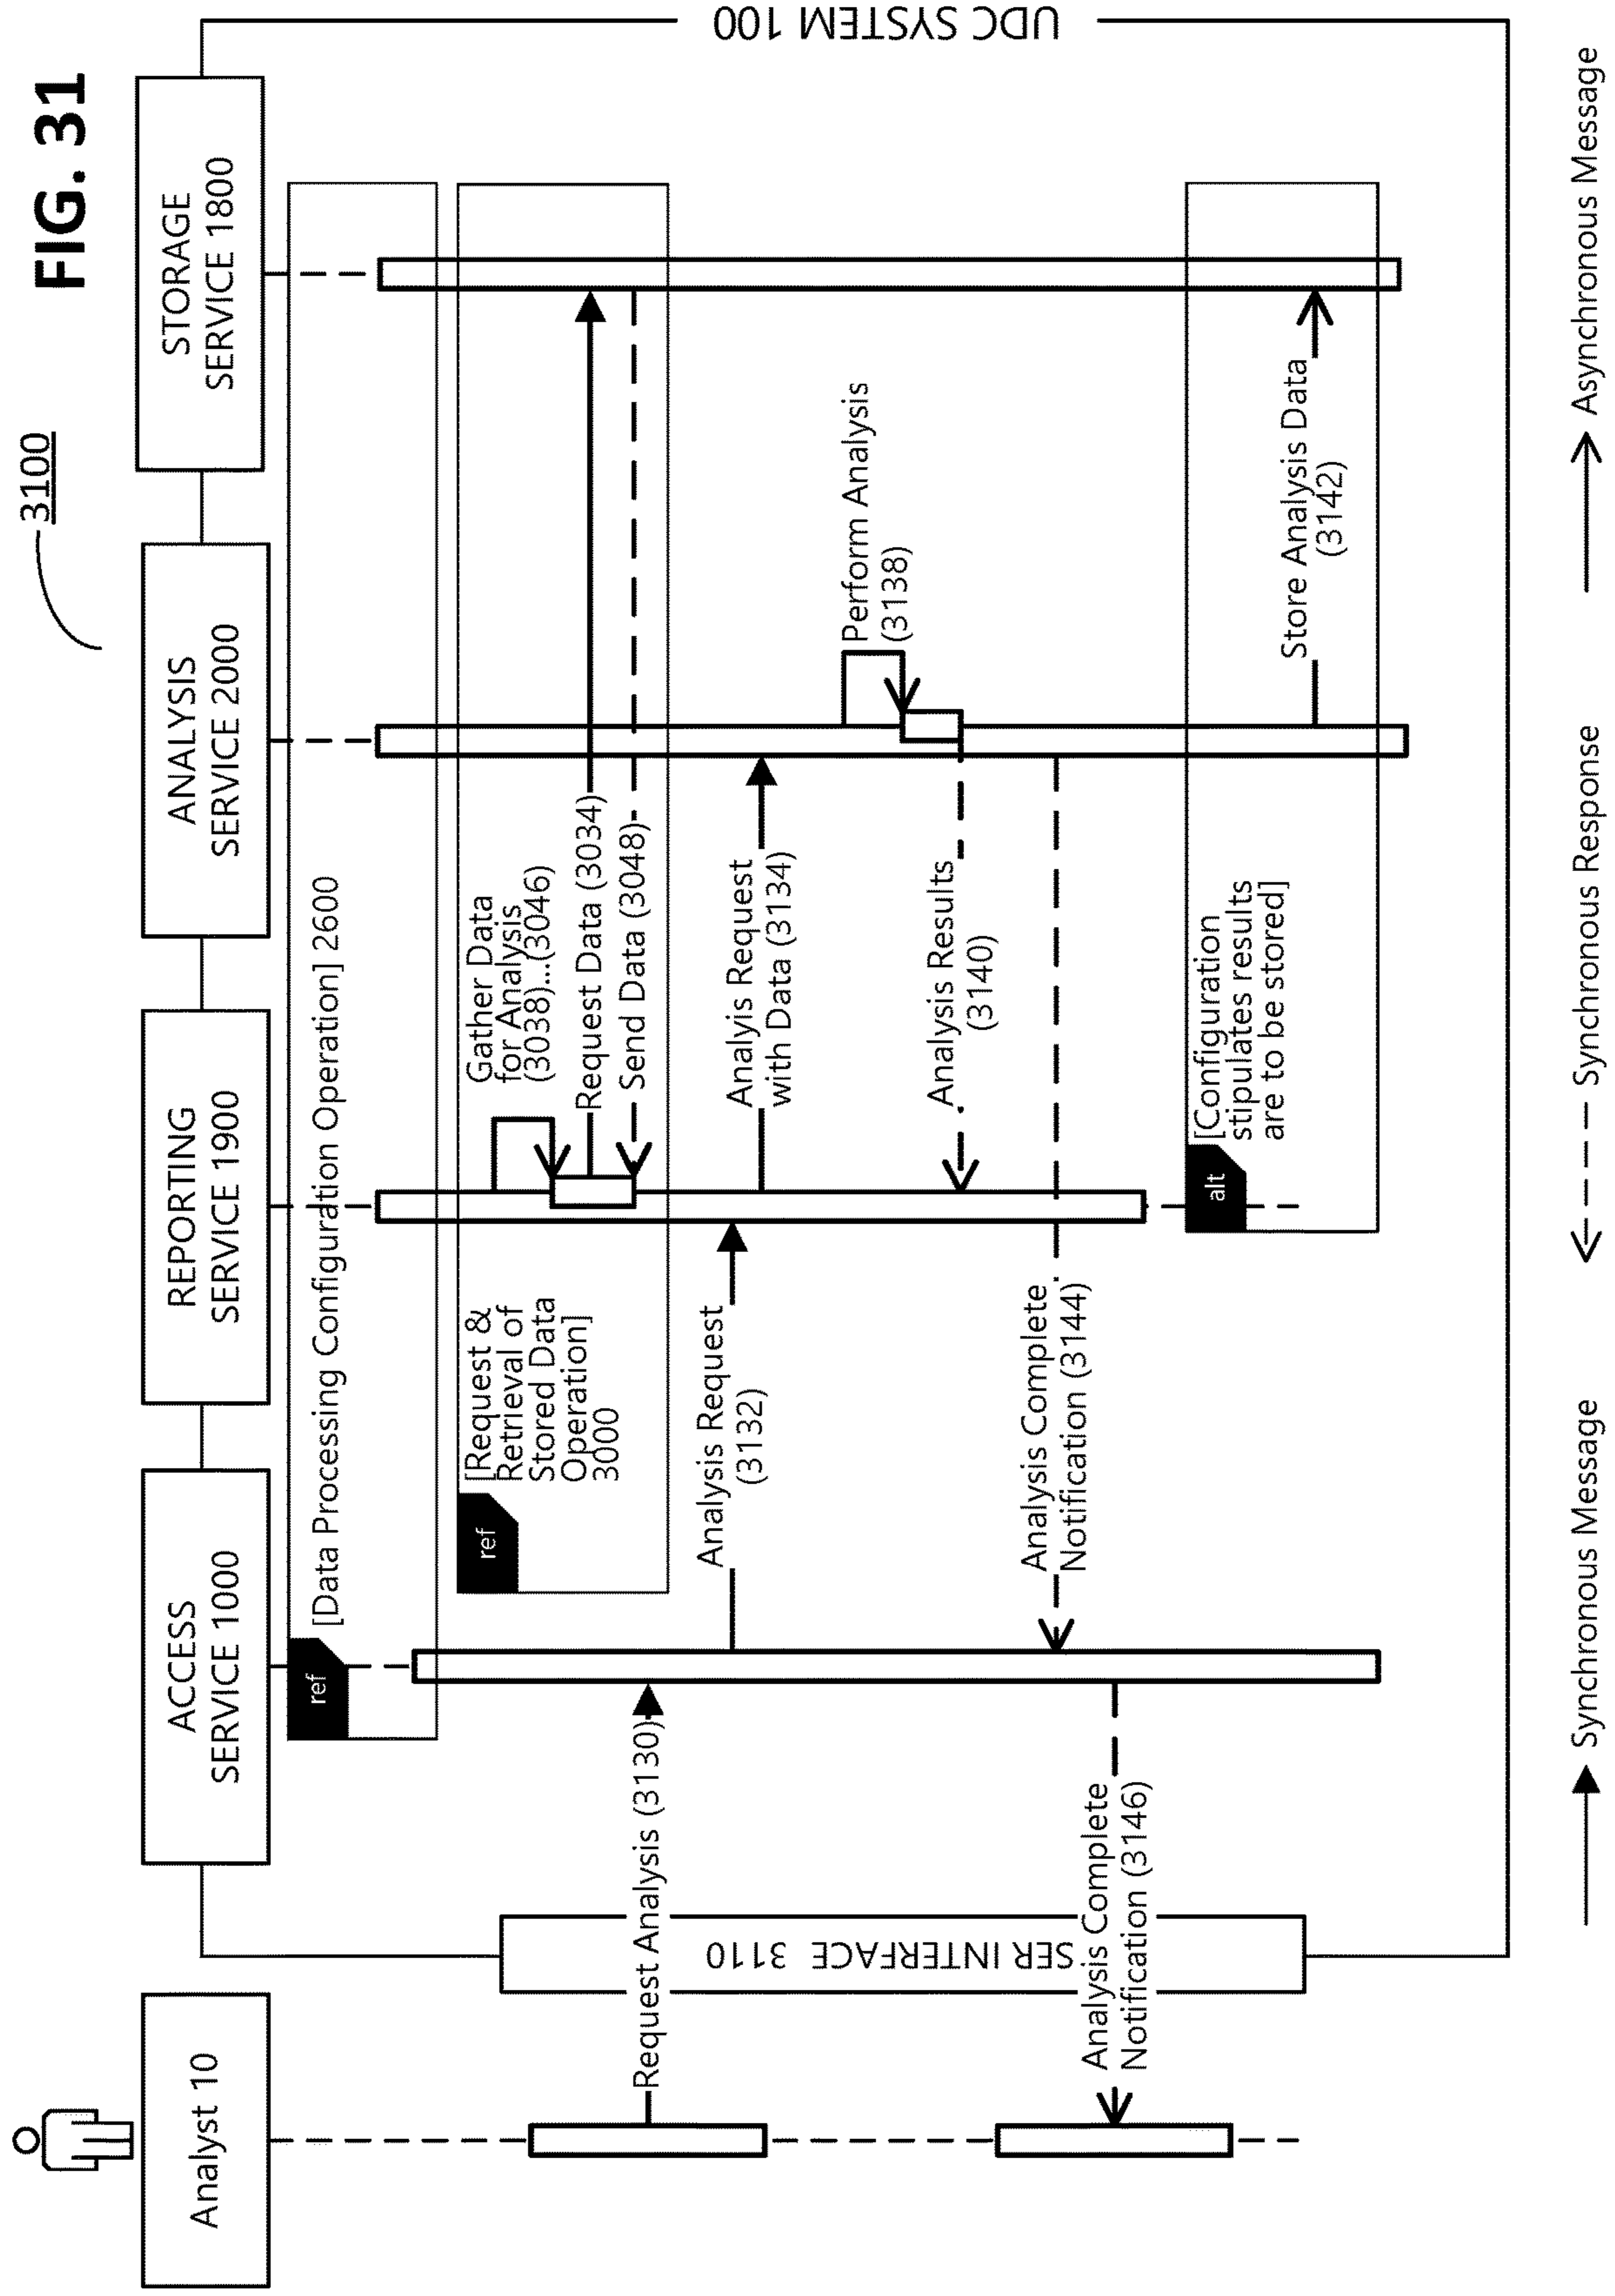 FIG. 31
3100
Analyst 10
ACCESS
SERVICE 1000
REPORTING
SERVICE 1900
ANALYSIS
SERVICE 2000
STORAGE
SERVICE 1800
UDC SYSTEM 100
SER INTERFACE 3110
ref
[Data Processing Configuration Operation] 2600
ref
[Request &
Retrieval of
Stored Data
Operation]
3000
Gather Data
for Analysis
(3038)...(3046)
Request Data (3034)
Send Data (3048)
Request Analysis (3130)
Analysis Request
(3132)
Analyis Request
with Data (3134)
Perform Analysis
(3138)
Analysis Results
(3140)
Analysis Complete
Notification (3144)
Analysis Complete
Notification (3146)
alt
[Configuration
stipulates results
are to be stored]
Store Analysis Data
(3142)
Synchronous Message
Synchronous Response
Asynchronous Message